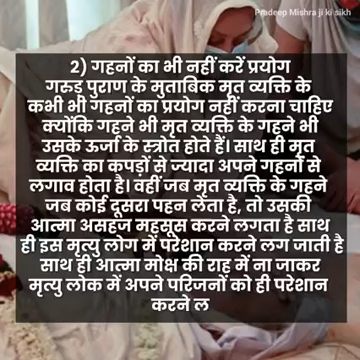 Pradeep Mishra ji ki sikh
2) गहनों का भी नहीं करें प्रयोग
गरुड़ पुराण के मुताबिक मृत व्यक्ति के
कभी भी गहनों का प्रयोग नहीं करना चाहिए
क्योंकि गहने भी मृत व्यक्ति के गहने भी
उसके ऊर्जा के स्त्रोत होते हैं। साथ ही मृत
व्यक्ति का कपड़ों से ज्यादा अपने गहनों से
लगाव होता है। वहीं जब मृत व्यक्ति के गहने
जब कोई दूसरा पहन लेता है, तो उसकी
आत्मा असहज महसूस करने लगता है साथ
ही इस मृत्यु लोग में परेशान करने लग जाती है
साथ ही आत्मा मोक्ष की राह में ना जाकर
मृत्यु लोक में अपने परिजनों को ही परेशान
करने ल